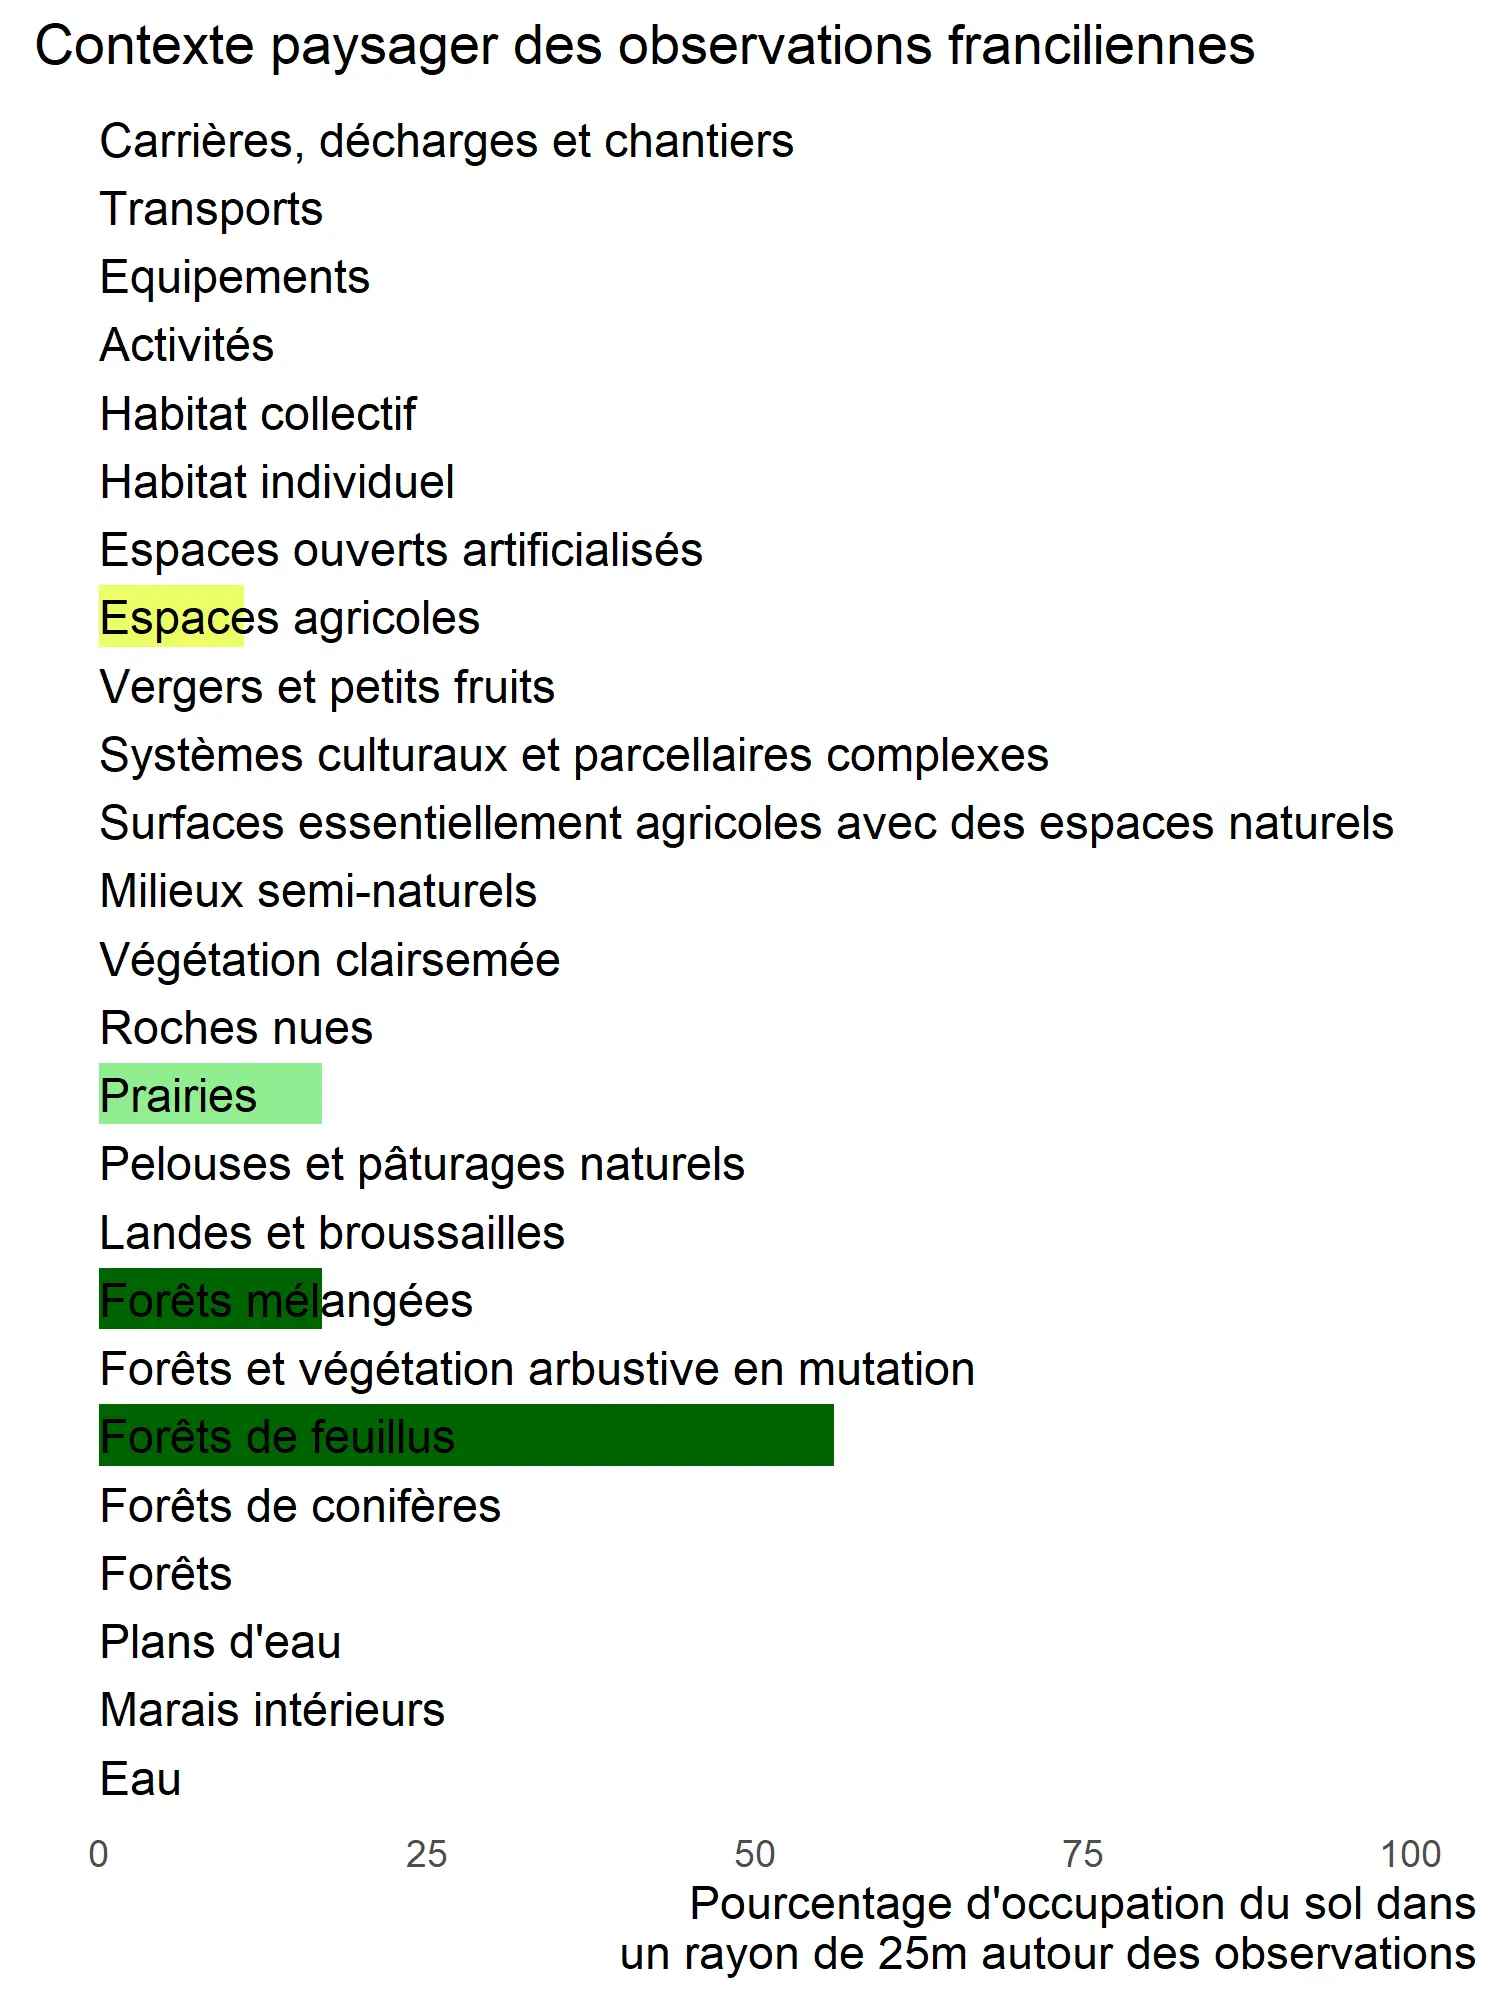 Contexte paysager des observations franciliennes
Carrières, décharges et chantiers
Transports
Equipements
Activités
Habitat collectif
Habitat individuel
Espaces ouverts artificialisés
Espaces agricoles
Vergers et petits fruits
Systèmes culturaux et parcellaires complexes
Surfaces essentiellement agricoles avec des espaces naturels
Milieux semi-naturels
Végétation clairsemée
Roches nues
Prairies
Pelouses et pâturages naturels
Landes et broussailles
Forêts mélangées
Forêts et végétation arbustive en mutation
Forêts de feuillus
Forêts de conifères
Forêts
Plans d'eau
Marais intérieurs
Eau
0 25 50 75 100
Pourcentage d'occupation du sol dans
un rayon de 25m autour des observations